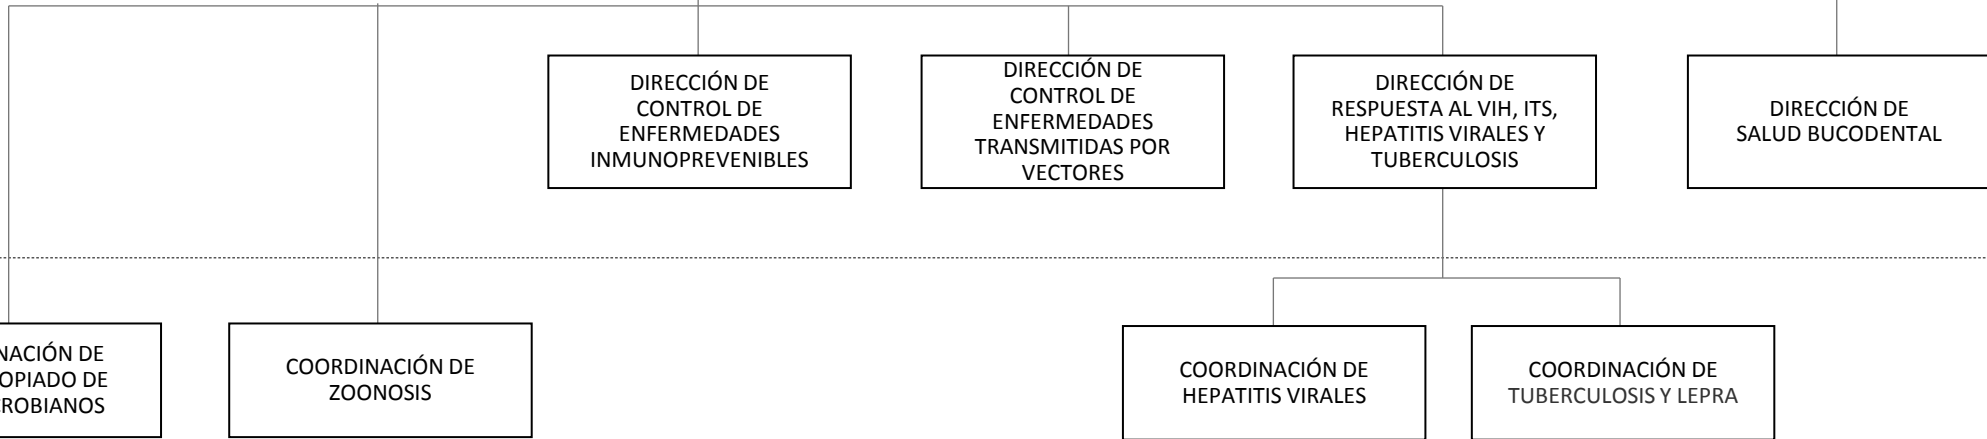 DIRECCIÓN DE
CONTROL DE
ENFERMEDADES
INMUNOPREVENIBLES
DIRECCIÓN DE
CONTROL DE
ENFERMEDADES
TRANSMITIDAS POR
VECTORES
DIRECCIÓN DE
RESPUESTA AL VIH, ITS,
HEPATITIS VIRALES Y
TUBERCULOSIS
DIRECCIÓN DE
SALUD BUCODENTAL
NACIÓN DE
OPIADO DE
CROBIANOS
COORDINACIÓN DE
ZOONOSIS
COORDINACIÓN DE
HEPATITIS VIRALES
COORDINACIÓN DE
TUBERCULOSIS Y LEPRA